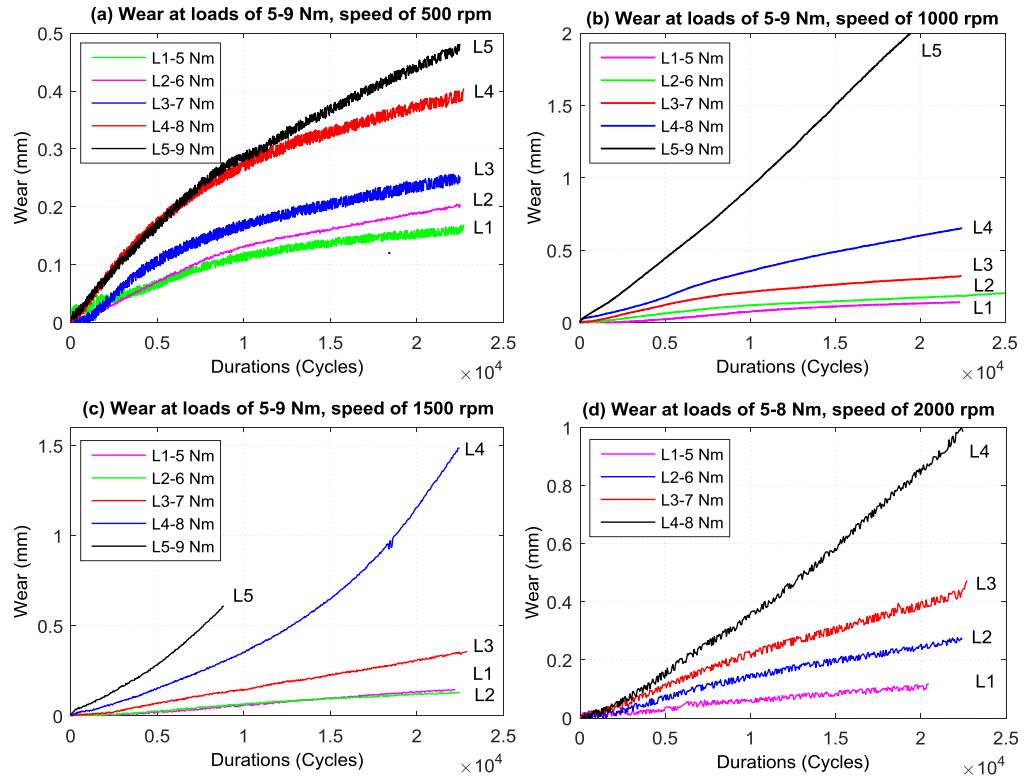 (a) Wear at loads of 5-9 Nm, speed of 500 rpm
0.5
0.4
0.3
0.2
0.1
0
Wear (mm)
L1-5 Nm
L2-6 Nm
L3-7 Nm
L4-8 Nm
L5-9 Nm
L5
L4
L3
L2
L1
0 0.5 1 1.5 2 2.5
Durations (Cycles)
× 10^4
(b) Wear at loads of 5-9 Nm, speed of 1000 rpm
2
1.5
1
0.5
0
Wear (mm)
L1-5 Nm
L2-6 Nm
L3-7 Nm
L4-8 Nm
L5-9 Nm
L5
L4
L3
L2
L1
0 0.5 1 1.5 2 2.5
Durations (Cycles)
× 10^4
(c) Wear at loads of 5-9 Nm, speed of 1500 rpm
1.5
1
0.5
0
Wear (mm)
L1-5 Nm
L2-6 Nm
L3-7 Nm
L4-8 Nm
L5-9 Nm
L4
L5
L3
L1
L2
0 0.5 1 1.5 2 2.5
Durations (Cycles)
× 10^4
(d) Wear at loads of 5-8 Nm, speed of 2000 rpm
1
0.8
0.6
0.4
0.2
0
Wear (mm)
L1-5 Nm
L2-6 Nm
L3-7 Nm
L4-8 Nm
L4
L3
L2
L1
0 0.5 1 1.5 2 2.5
Durations (Cycles)
× 10^4